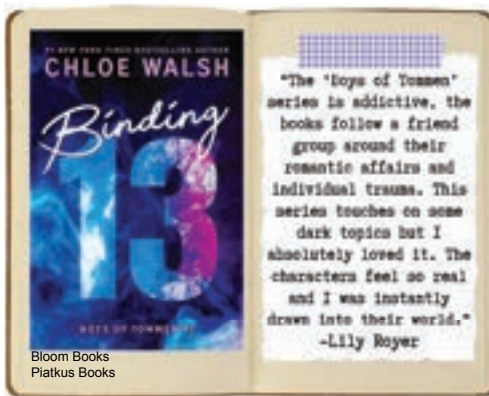 #1 NEW YORK TIMES BESTSELLING AUTHOR
CHLOE WALSH
Binding
13
BOYS OF TOMMEN
Bloom Books
Piatkus Books
"The 'Boys of Tommen'
series is addictive, the
books follow a friend
group around their
romantic affairs and
individual trauma. This
series touches on some
dark topics but I
absolutely loved it. The
characters feel so real
and I was instantly
drawn into their world."
-Lily Royer